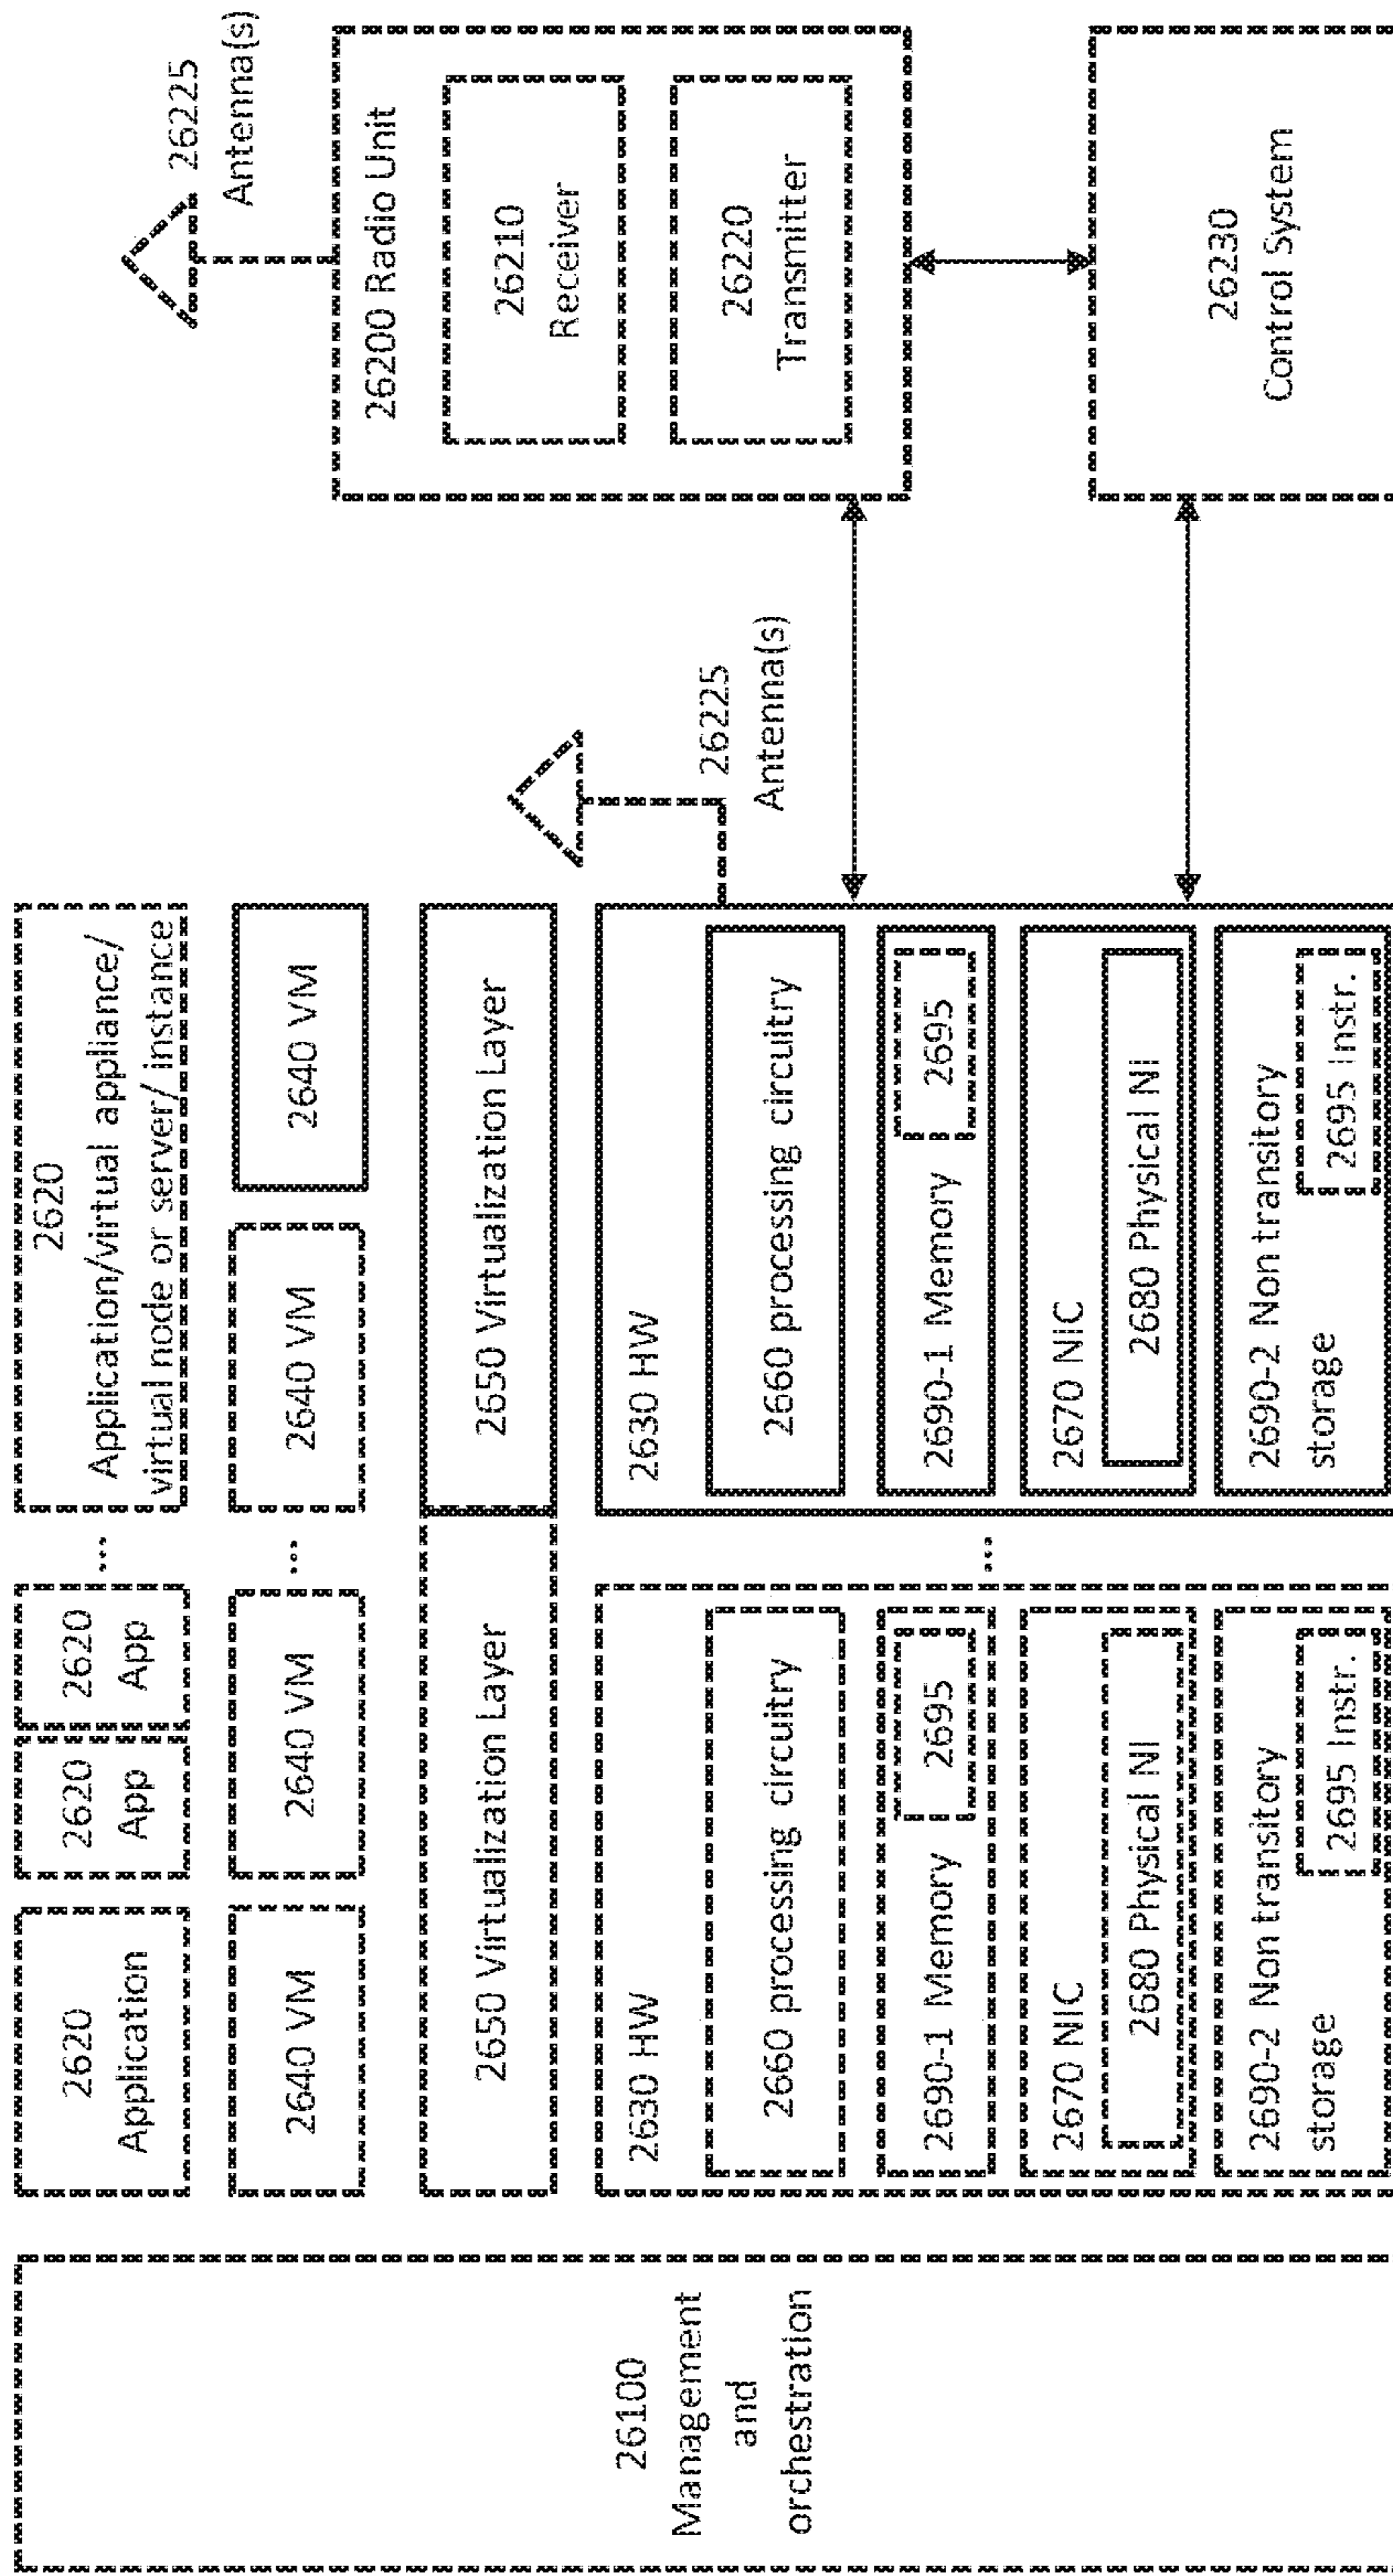 26100
Management
and
orchestration
2620
Application
2620
App
2620
App
...
2620
Application/virtual appliance/
virtual node or server/ instance
2640 VM
2640 VM
...
2640 VM
2640 VM
2650 Virtualization Layer
2650 Virtualization Layer
2630 HW
2660 processing circuitry
2690-1 Memory
2695
2670 NIC
2680 Physical NI
2690-2 Non transitory
storage
2695 Instr.
...
2630 HW
2660 processing circuitry
2690-1 Memory
2695
2670 NIC
2680 Physical NI
2690-2 Non transitory
storage
2695 Instr.
26225
Antenna(s)
26225
Antenna(s)
26200 Radio Unit
26210
Receiver
26220
Transmitter
26230
Control System